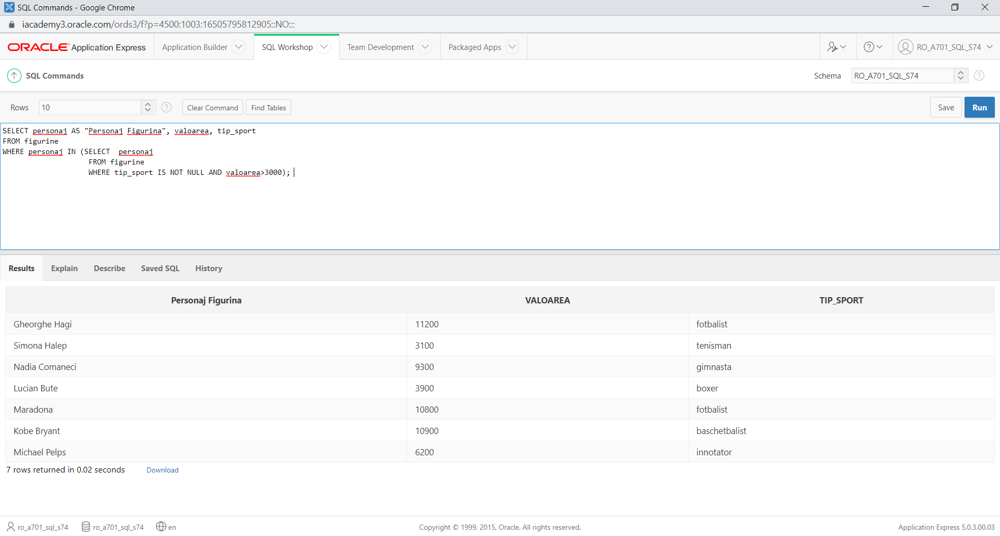 SQL Commands - Google Chrome
iacademy3.oracle.com/ords3/f?p=4500:1003:16505795812905::NO:::
ORACLE Application Express Application Builder SQL Workshop Team Development Packaged Apps RO_A701_SQL_S74
SQL Commands Schema RO_A701_SQL_S74
Rows 10 Clear Command Find Tables Save Run
SELECT personaj AS "Personaj Figurina", valoarea, tip_sport
FROM figurine
WHERE personaj IN (SELECT  personaj
FROM figurine
WHERE tip_sport IS NOT NULL AND valoarea>3000);
Results Explain Describe Saved SQL History
Personaj Figurina VALOAREA TIP_SPORT
Gheorghe Hagi 11200 fotbalist
Simona Halep 3100 tenisman
Nadia Comaneci 9300 gimnasta
Lucian Bute 3900 boxer
Maradona 10800 fotbalist
Kobe Bryant 10900 baschetbalist
Michael Pelps 6200 innotator
7 rows returned in 0.02 seconds Download
ro_a701_sql_s74 ro_a701_sql_s74 en Copyright © 1999, 2015, Oracle. All rights reserved. Application Express 5.0.3.00.03